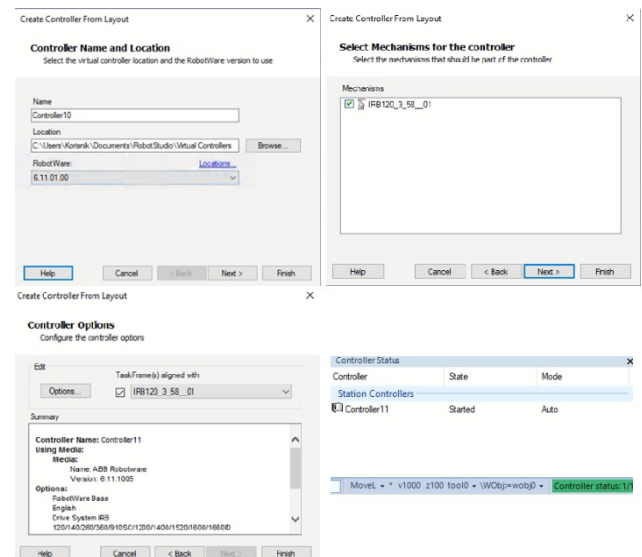 Create Controller From Layout
Controller Name and Location
Select the virtual controller location and the RobotWare version to use
Name
Controller10
Location
C:\Users\Korisnik\Documents\RobotStudio\Virtual Controllers
Browse...
RobotWare:
Locations...
6.11.01.00
Help
Cancel
< Back
Next >
Finish
Create Controller From Layout
Select Mechanisms for the controller
Select the mechanisms that should be part of the controller
Mechanisms
IRB120_3_58__01
Help
Cancel
< Back
Next >
Finish
Create Controller From Layout
Controller Options
Configure the controller options
Edit
Task Frame(s) aligned with
Options...
IRB120_3_58__01
Summary
Controller Name: Controller11
Using Media:
Media:
Name: ABB Robotware
Version: 6.11.1005
Options:
RobotWare Base
English
Drive System IRB
120/140/260/360/910SC/1200/1400/1520/1600/1660ID
Help
Cancel
< Back
Next >
Finish
Controller Status
Controller State Mode
Station Controllers
Controller11 Started Auto
MoveL * v1000 z100 tool0 \WObj:=wobj0 Controller status: 1/1